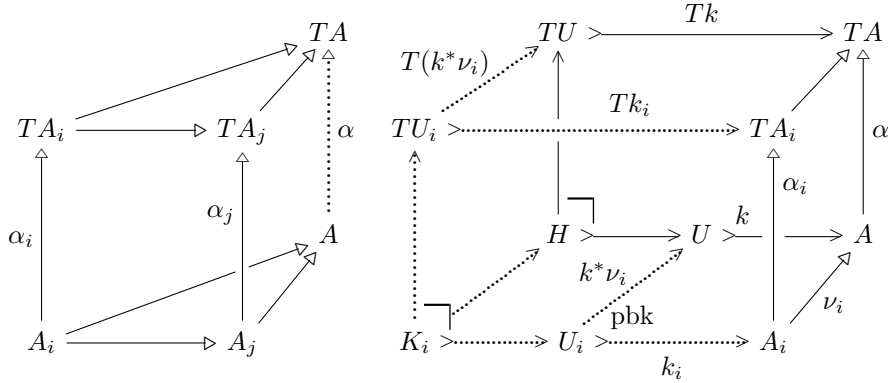 TA TU Tk TA
T(k*ν_i)
TA_i TA_j α TU_i Tk_i TA_i α
α_i α_j α_i
A H U k A
k*ν_i ν_i
pbk
A_i A_j K_i U_i k_i A_i